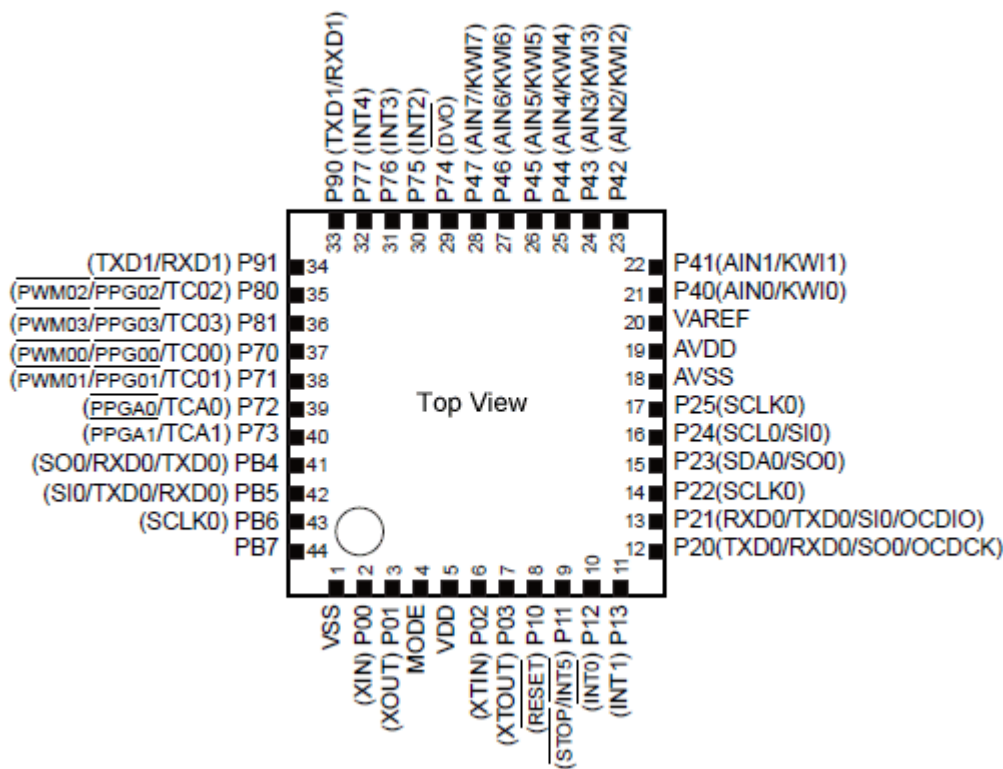 P90 (TXD1/RXD1)
P77 (INT4)
P76 (INT3)
P75 (INT2)
P74 (DVO)
P47 (AIN7/KWI7)
P46 (AIN6/KWI6)
P45 (AIN5/KWI5)
P44 (AIN4/KWI4)
P43 (AIN3/KWI3)
P42 (AIN2/KWI2)
33
32
31
30
29
28
27
26
25
24
23
(TXD1/RXD1) P91 34
(PWM02/PPG02/TC02) P80 35
(PWM03/PPG03/TC03) P81 36
(PWM00/PPG00/TC00) P70 37
(PWM01/PPG01/TC01) P71 38
(PPGA0/TCA0) P72 39
(PPGA1/TCA1) P73 40
(SO0/RXD0/TXD0) PB4 41
(SI0/TXD0/RXD0) PB5 42
(SCLK0) PB6 43
PB7 44
Top View
22 P41(AIN1/KWI1)
21 P40(AIN0/KWI0)
20 VAREF
19 AVDD
18 AVSS
17 P25(SCLK0)
16 P24(SCL0/SI0)
15 P23(SDA0/SO0)
14 P22(SCLK0)
13 P21(RXD0/TXD0/SI0/OCDIO)
12 P20(TXD0/RXD0/SO0/OCDCK)
1
2
3
4
5
6
7
8
9
10
11
VSS
(XIN) P00
(XOUT) P01
MODE
VDD
(XTIN) P02
(XTOUT) P03
(RESET) P10
(STOP/INT5) P11
(INT0) P12
(INT1) P13